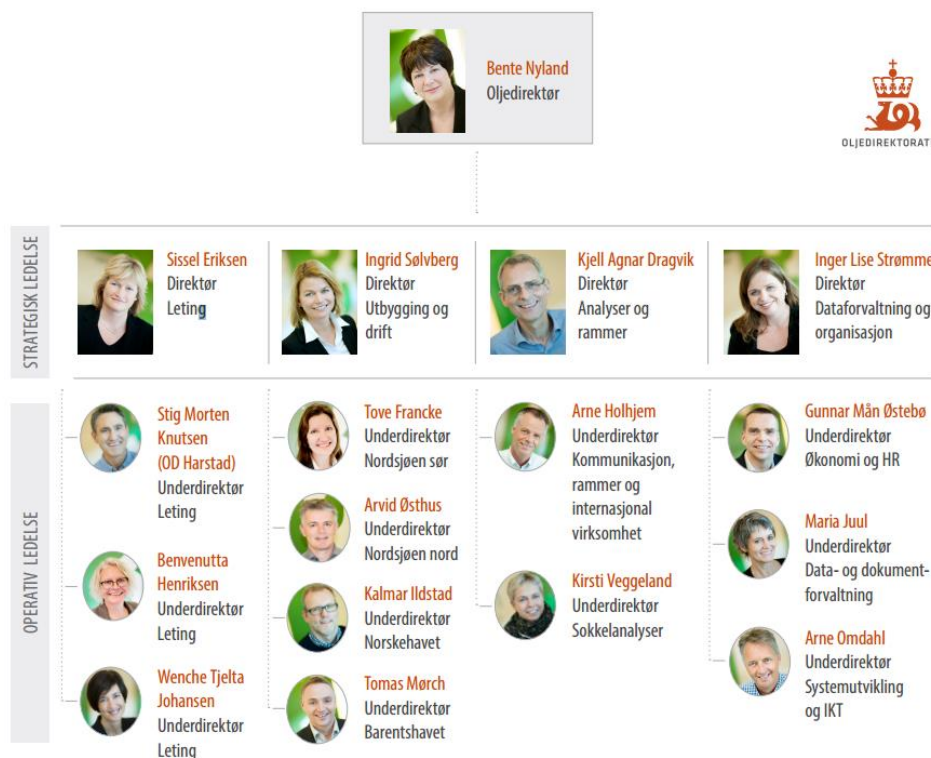 Bente Nyland
Oljedirektør
STRATEGISK LEDELSE
Sissel Eriksen
Direktør
Leting
Ingrid Sølvberg
Direktør
Utbygging og
drift
Kjell Agnar Dragvik
Direktør
Analyser og
rammer
Inger Lise Strømme
Direktør
Dataforvaltning og
organisasjon
OPERATIV LEDELSE
Stig Morten
Knutsen
(OD Harstad)
Underdirektør
Leting
Benvenutta
Henriksen
Underdirektør
Leting
Wenche Tjelta
Johansen
Underdirektør
Leting
Tove Francke
Underdirektør
Nordsjøen sør
Arvid Østhus
Underdirektør
Nordsjøen nord
Kalmar Ildstad
Underdirektør
Norskehavet
Tomas Mørch
Underdirektør
Barentshavet
Arne Holhjem
Underdirektør
Kommunikasjon,
rammer og
internasjonal
virksomhet
Kirsti Veggeland
Underdirektør
Sokkelanalyser
Gunnar Mån Østebø
Underdirektør
Økonomi og HR
Maria Juul
Underdirektør
Data- og dokument-
forvaltning
Arne Omdahl
Underdirektør
Systemutvikling
og IKT